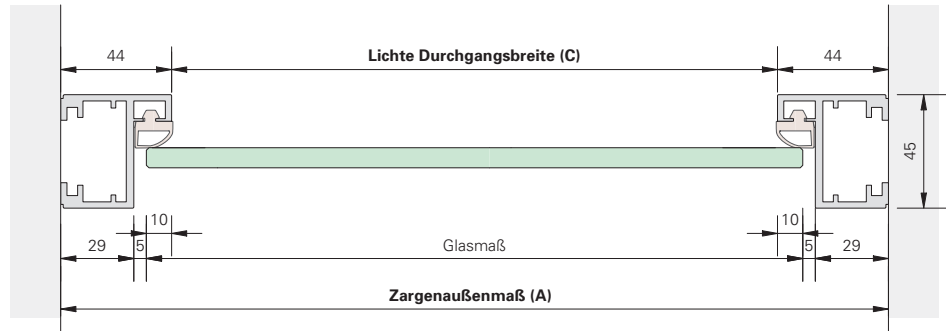 44 Lichte Durchgangsbreite (C) 44
45
10 10
29 5 Glasmaß 5 29
Zargenaußenmaß (A)